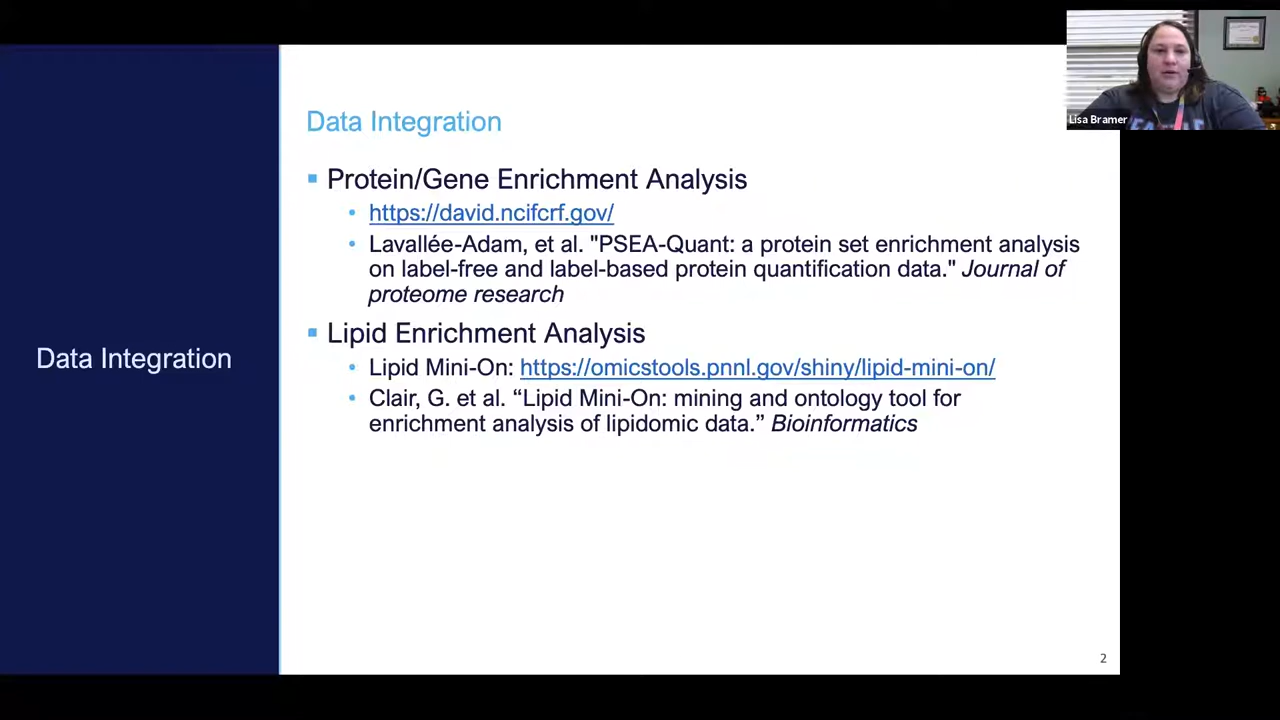 Data Integration
Data Integration
Protein/Gene Enrichment Analysis
https://david.ncifcrf.gov/
Lavallée-Adam, et al. "PSEA-Quant: a protein set enrichment analysis
on label-free and label-based protein quantification data." Journal of
proteome research
Lipid Enrichment Analysis
Lipid Mini-On: https://omicstools.pnnl.gov/shiny/lipid-mini-on/
Clair, G. et al. “Lipid Mini-On: mining and ontology tool for
enrichment analysis of lipidomic data.” Bioinformatics
2
Lisa Bramer